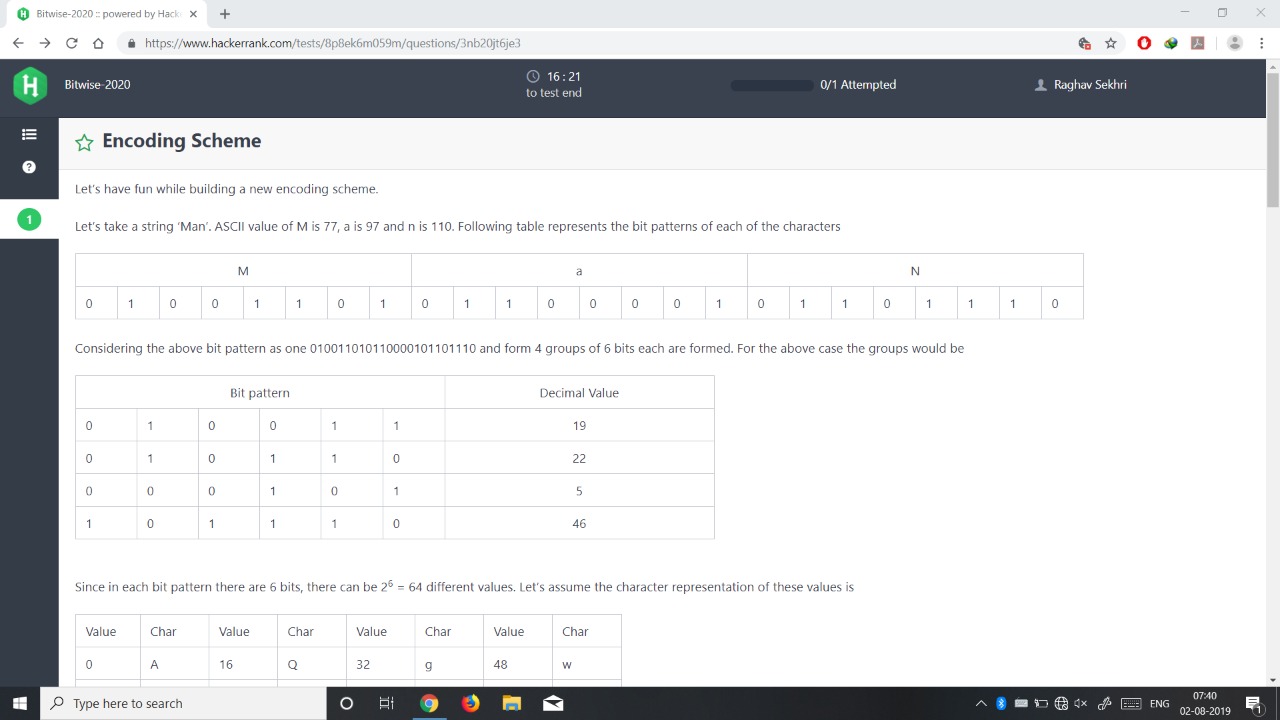 Bitwise-2020 :: powered by Hack
https://www.hackerrank.com/tests/8p8ek6m059m/questions/3nb20jt6je3
Bitwise-2020
16 : 21
to test end
0/1 Attempted
Raghav Sekhri
Encoding Scheme
1
Let's have fun while building a new encoding scheme.
Let's take a string 'Man'. ASCII value of M is 77, a is 97 and n is 110. Following table represents the bit patterns of each of the characters
M a N
0 1 0 0 1 1 0 1 0 1 1 0 0 0 0 1 0 1 1 0 1 1 1 0
Considering the above bit pattern as one 010011010110000101101110 and form 4 groups of 6 bits each are formed. For the above case the groups would be
Bit pattern Decimal Value
0 1 0 0 1 1 19
0 1 0 1 1 0 22
0 0 0 1 0 1 5
1 0 1 1 1 0 46
Since in each bit pattern there are 6 bits, there can be 2⁶ = 64 different values. Let's assume the character representation of these values is
Value Char Value Char Value Char Value Char
0 A 16 Q 32 g 48 w
Type here to search
ENG
07:40
02-08-2019
1